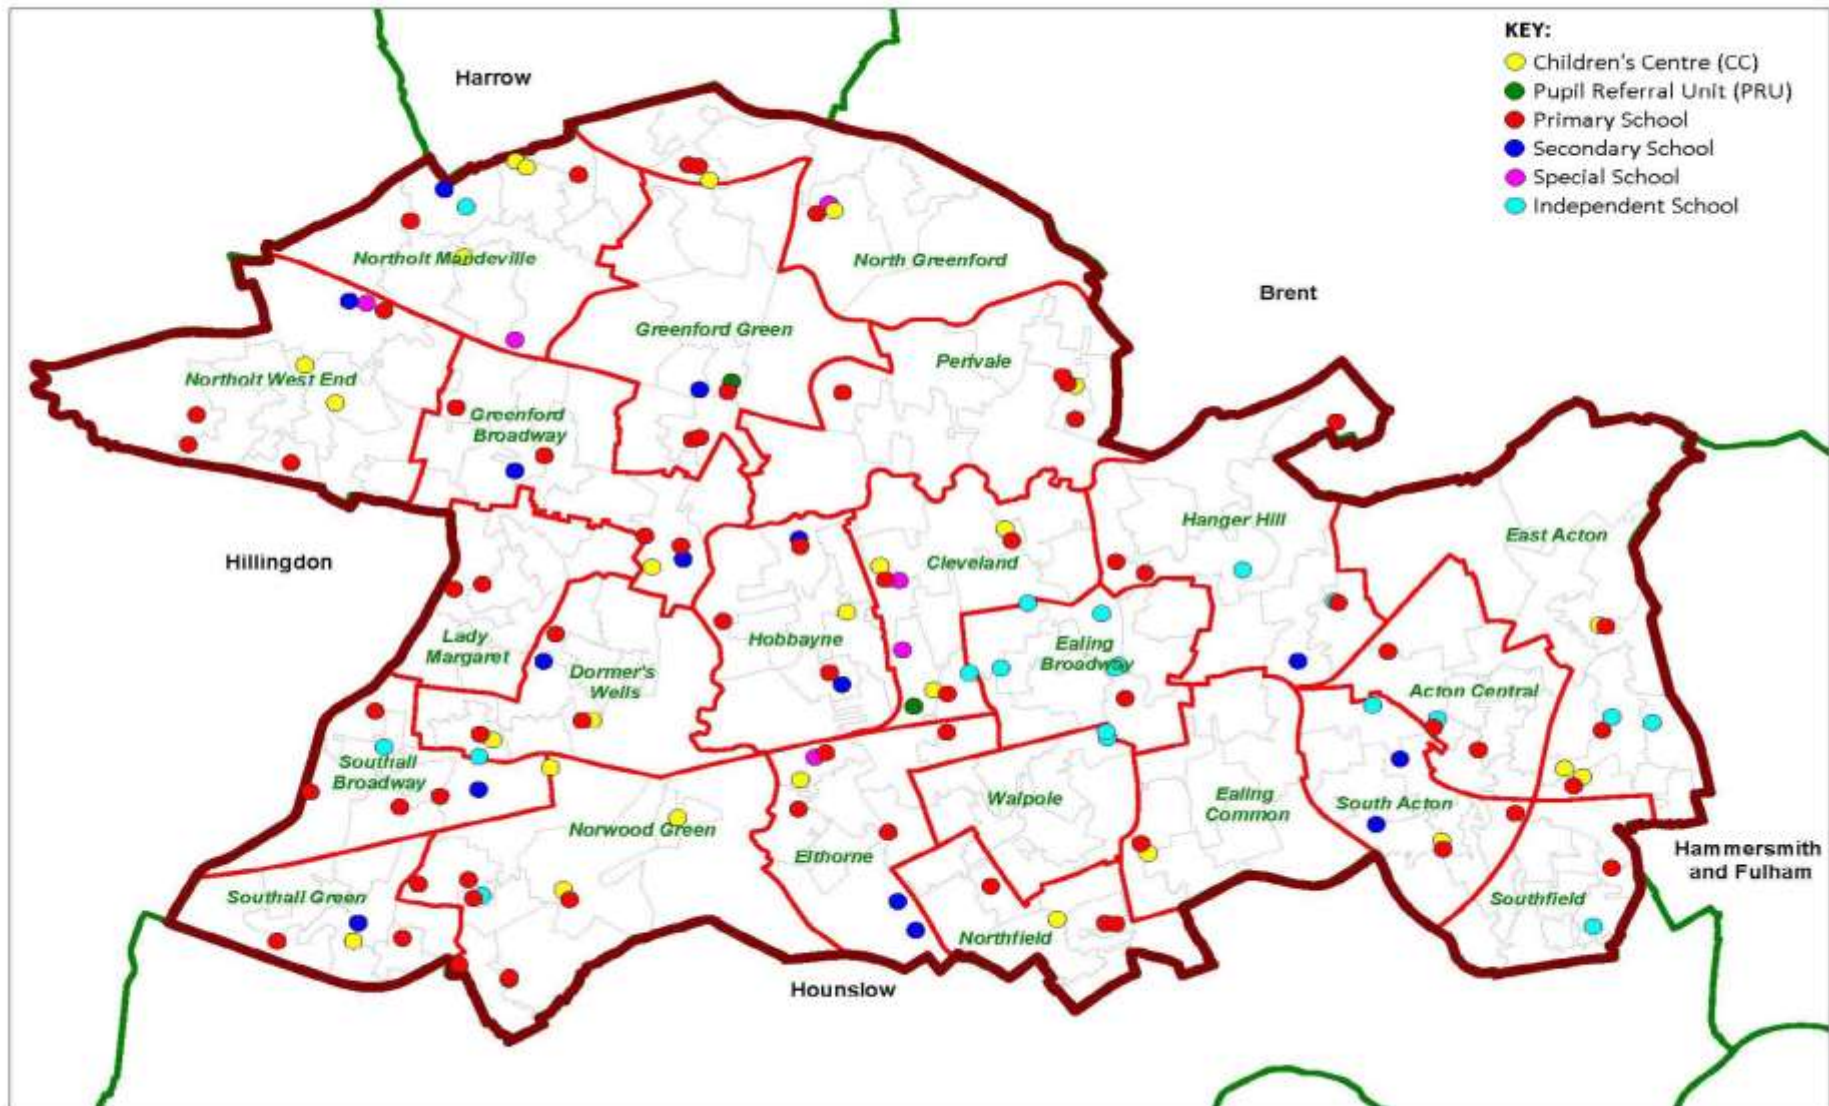 KEY:
Children's Centre (CC)
Pupil Referral Unit (PRU)
Primary School
Secondary School
Special School
Independent School
Harrow
Northolt Mandeville
North Greenford
Brent
Greenford Green
Perivale
Northolt West End
Greenford
Broadway
Hanger Hill
East Acton
Hillingdon
Cleveland
Lady
Margaret
Hobbayne
Ealing
Broadway
Dormer's
Wells
Acton Central
Southall
Broadway
Walpole
Ealing
Common
South Acton
Norwood Green
Elthorne
Hammersmith
and Fulham
Southall Green
Southfield
Northfield
Hounslow